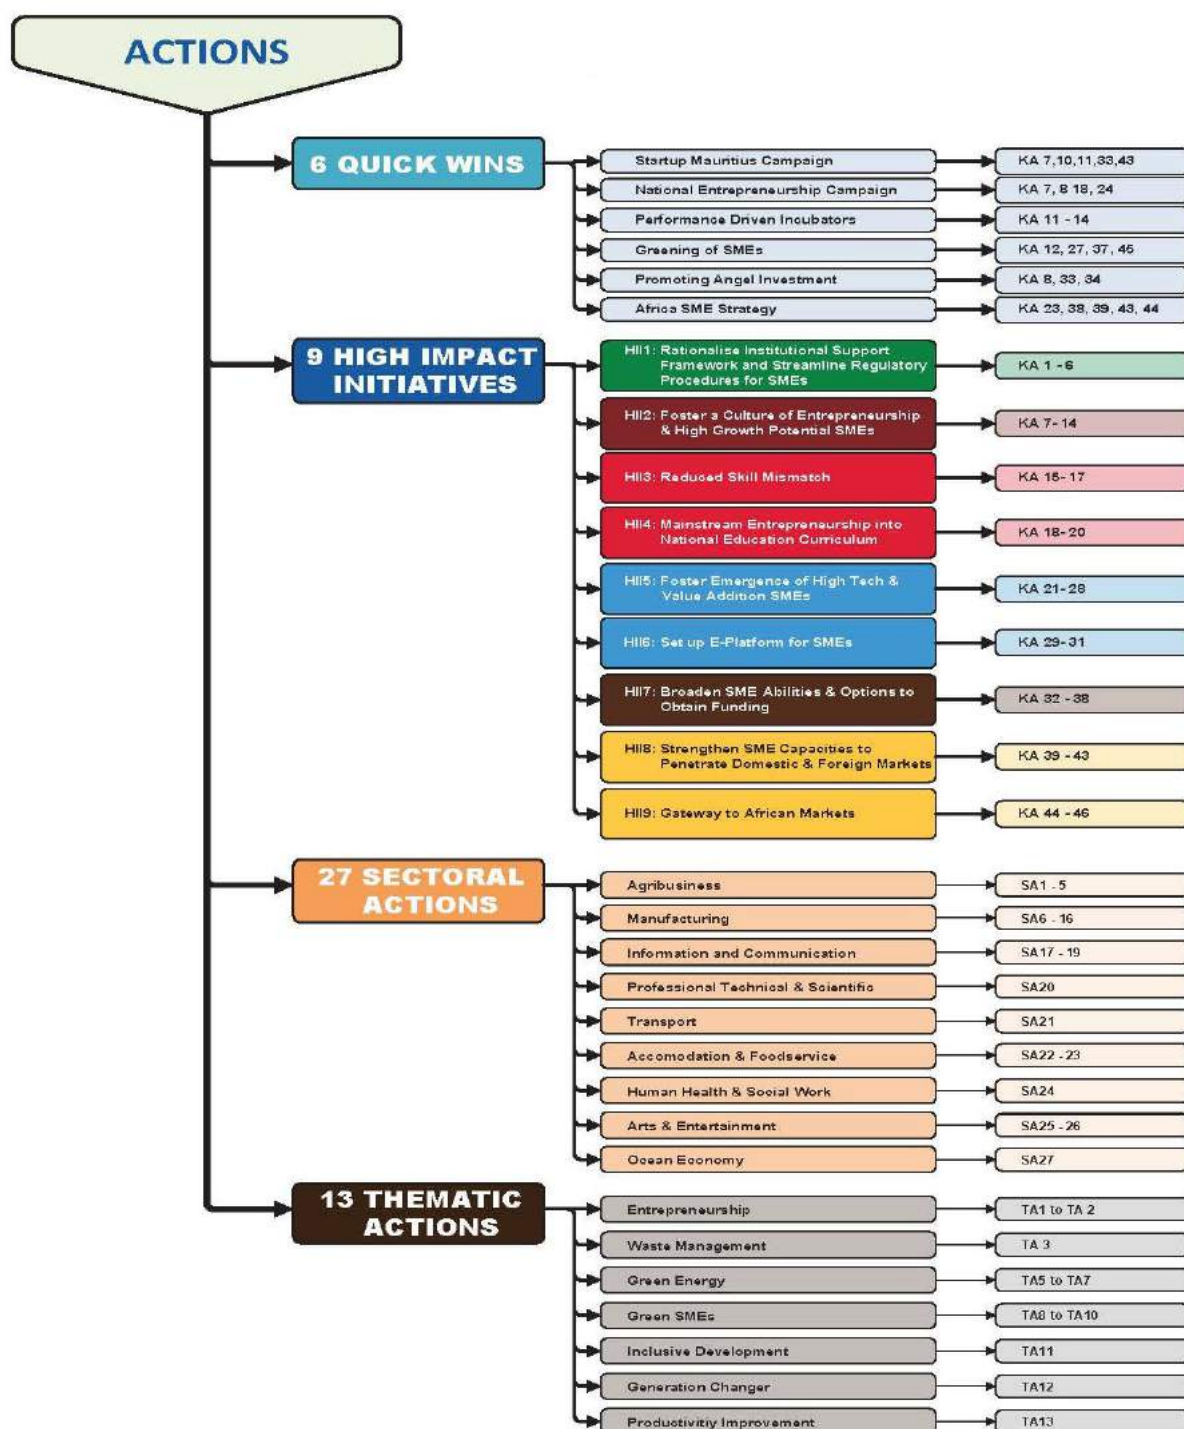 ACTIONS
6 QUICK WINS
Startup Mauritius Campaign
KA 7,10,11,33,43
National Entrepreneurship Campaign
KA 7, 8 18, 24
Performance Driven Incubators
KA 11 - 14
Greening of SMEs
KA 12, 27, 37, 45
Promoting Angel Investment
KA 8, 33, 34
Africa SME Strategy
KA 23, 38, 39, 43, 44
9 HIGH IMPACT
INITIATIVES
HII1: Rationalise Institutional Support
Framework and Streamline Regulatory
Procedures for SMEs
KA 1 - 6
HII2: Foster a Culture of Entrepreneurship
& High Growth Potential SMEs
KA 7- 14
HII3: Reduced Skill Mismatch
KA 15- 17
HII4: Mainstream Entrepreneurship into
National Education Curriculum
KA 18- 20
HII5: Foster Emergence of High Tech &
Value Addition SMEs
KA 21- 28
HII6: Set up E-Platform for SMEs
KA 29- 31
HII7: Broaden SME Abilities & Options to
Obtain Funding
KA 32 - 38
HII8: Strengthen SME Capacities to
Penetrate Domestic & Foreign Markets
KA 39 - 43
HII9: Gateway to African Markets
KA 44 - 46
27 SECTORAL
ACTIONS
Agribusiness
SA1 - 5
Manufacturing
SA6 - 16
Information and Communication
SA17 - 19
Professional Technical & Scientific
SA20
Transport
SA21
Accomodation & Foodservice
SA22 - 23
Human Health & Social Work
SA24
Arts & Entertainment
SA25 - 26
Ocean Economy
SA27
13 THEMATIC
ACTIONS
Entrepreneurship
TA1 to TA 2
Waste Management
TA 3
Green Energy
TA5 to TA7
Green SMEs
TA8 to TA10
Inclusive Development
TA11
Generation Changer
TA12
Productivitiy Improvement
TA13